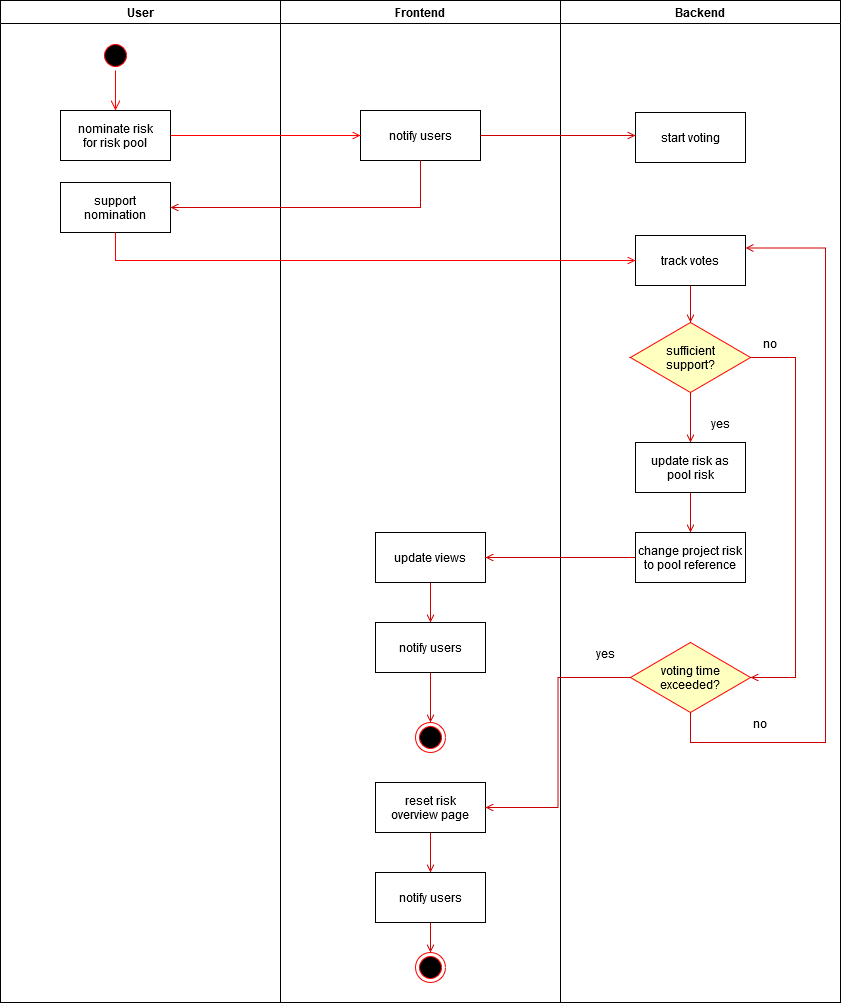 User
Frontend
Backend
nominate risk
for risk pool
notify users
start voting
support
nomination
track votes
sufficient
support?
no
yes
update risk as
pool risk
change project risk
to pool reference
update views
notify users
yes
voting time
exceeded?
no
reset risk
overview page
notify users